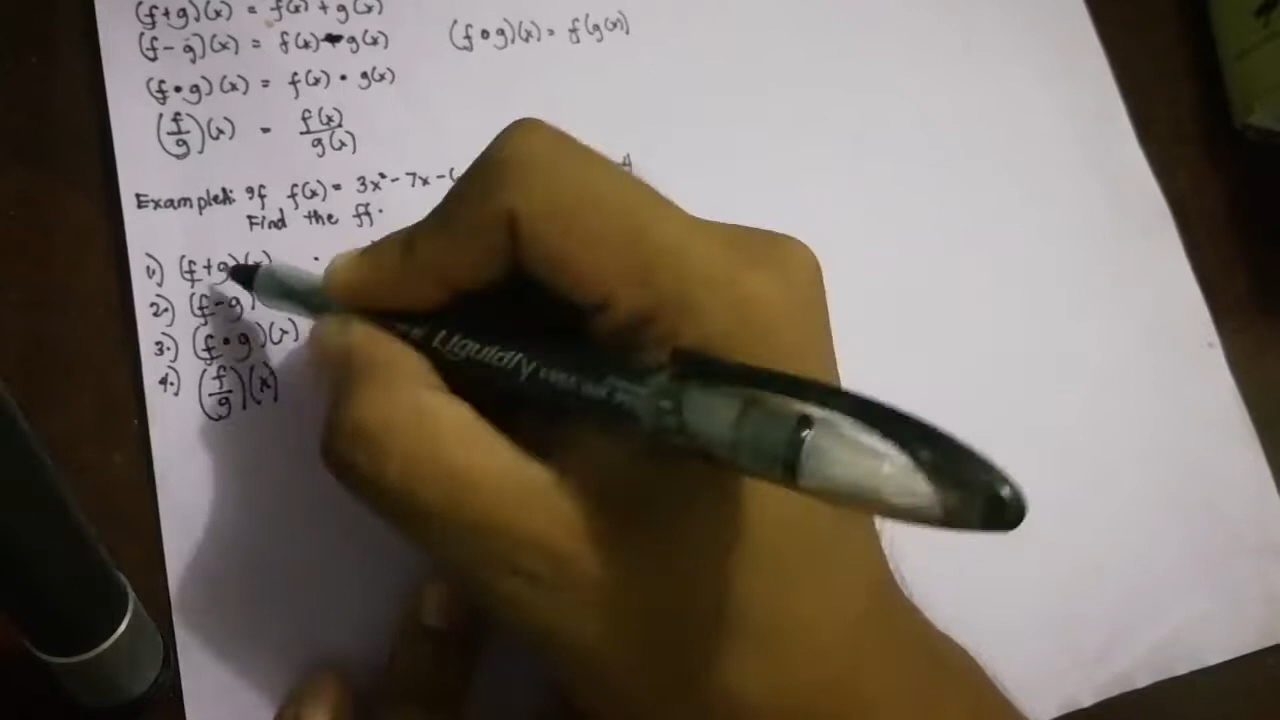 (f+g)(x) = f(x) + g(x)
(f-g)(x) = f(x) - g(x)
(f∘g)(x) = f(g(x))
(f•g)(x) = f(x) • g(x)
(f/g)(x) = f(x)/g(x)
Example: If f(x) = 3x²-7x-
Find the ff.
1.) (f+g)(x)
2.) (f-g)
3.) (f•g)(x)
4.) (f/g)(x)
Liquidly